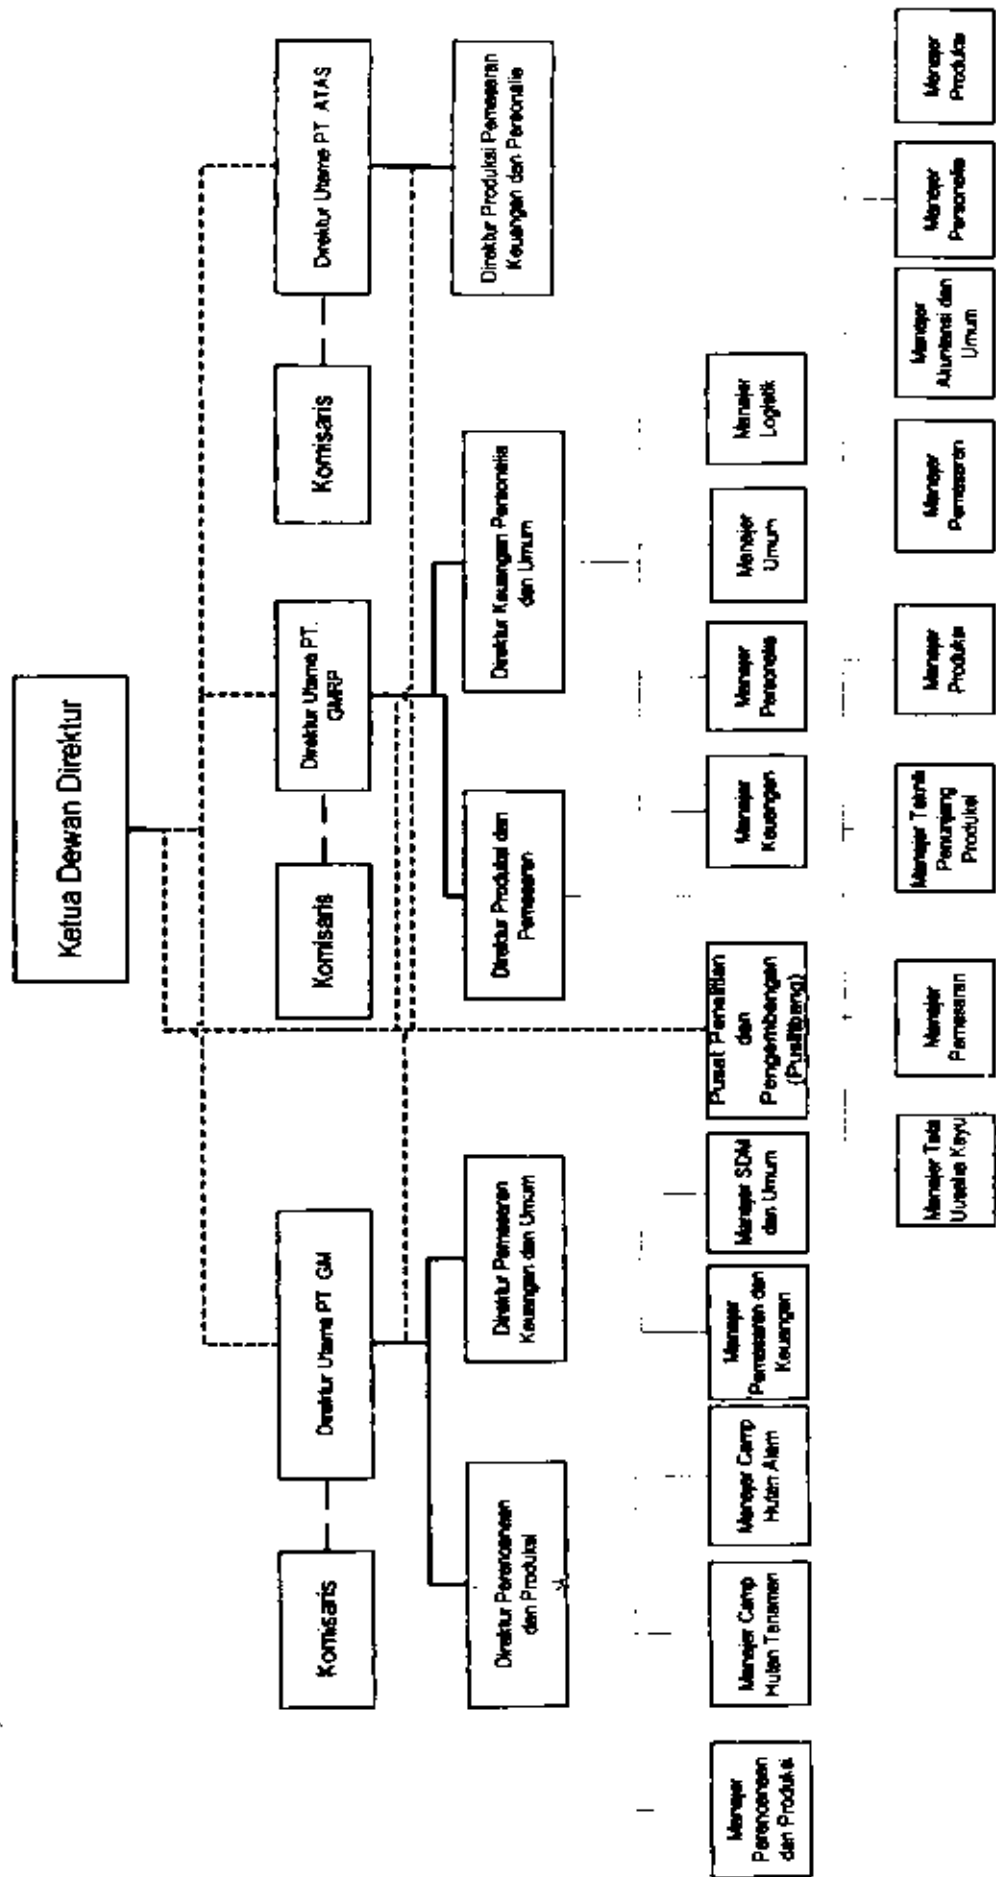 Ketua Dewan Direktur
Komisaris
Direktur Utama PT GM
Komisaris
Direktur Utama PT.
GMRP
Komisaris
Direktur Utama PT ATAS
Direktur Perencanaan
dan Produksi
Direktur Pemasaran
Keuangan dan Umum
Direktur Produksi dan
Pemasaran
Direktur Keuangan Personalia
dan Umum
Direktur Produksi Pemasaran
Keuangan dan Personalia
Manajer
Perencanaan
dan Produksi
Manajer Camp
Hutan Tanaman
Manajer Camp
Hutan Alam
Manajer
Pemasaran dan
Keuangan
Manajer SDM
dan Umum
Pusat Penelitian
dan
Pengembangan
(Puslitbang)
Manajer
Keuangan
Manajer
Personalia
Manajer
Umum
Manajer
Logistik
Manajer Tata
Usaha Kayu
Manajer
Pemasaran
Manajer Teknik
Penunjang
Produksi
Manajer
Produksi
Manajer
Pemasaran
Manajer
Akuntansi dan
Umum
Manajer
Personalia
Manajer
Produksi